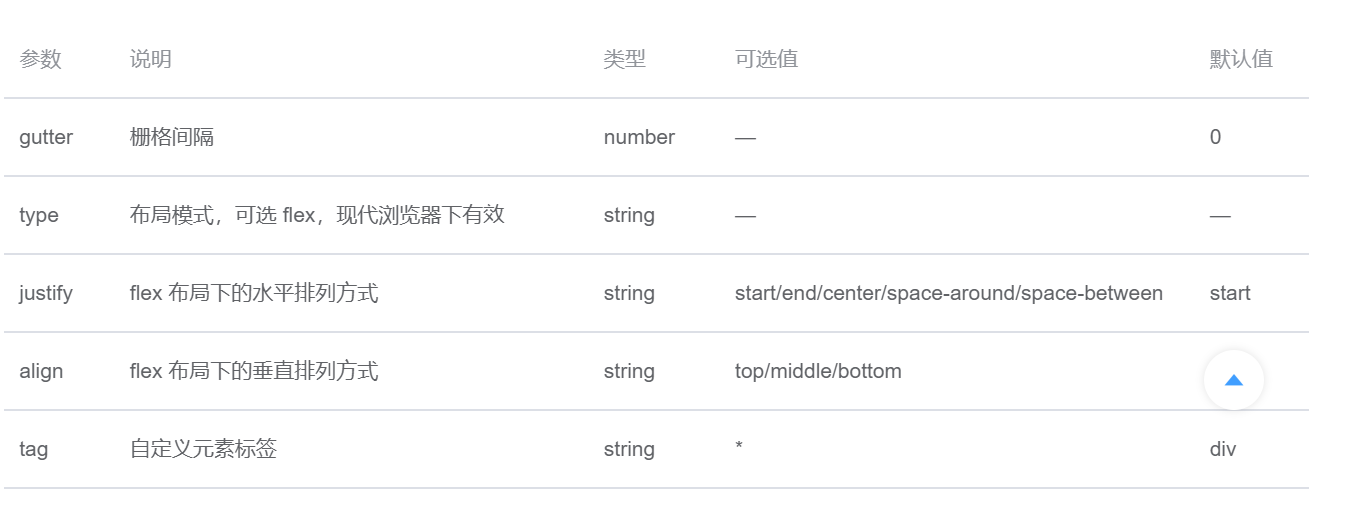 参数 说明 类型 可选值 默认值
gutter 栅格间隔 number — 0
type 布局模式，可选 flex，现代浏览器下有效 string — —
justify flex 布局下的水平排列方式 string start/end/center/space-around/space-between start
align flex 布局下的垂直排列方式 string top/middle/bottom
tag 自定义元素标签 string * div